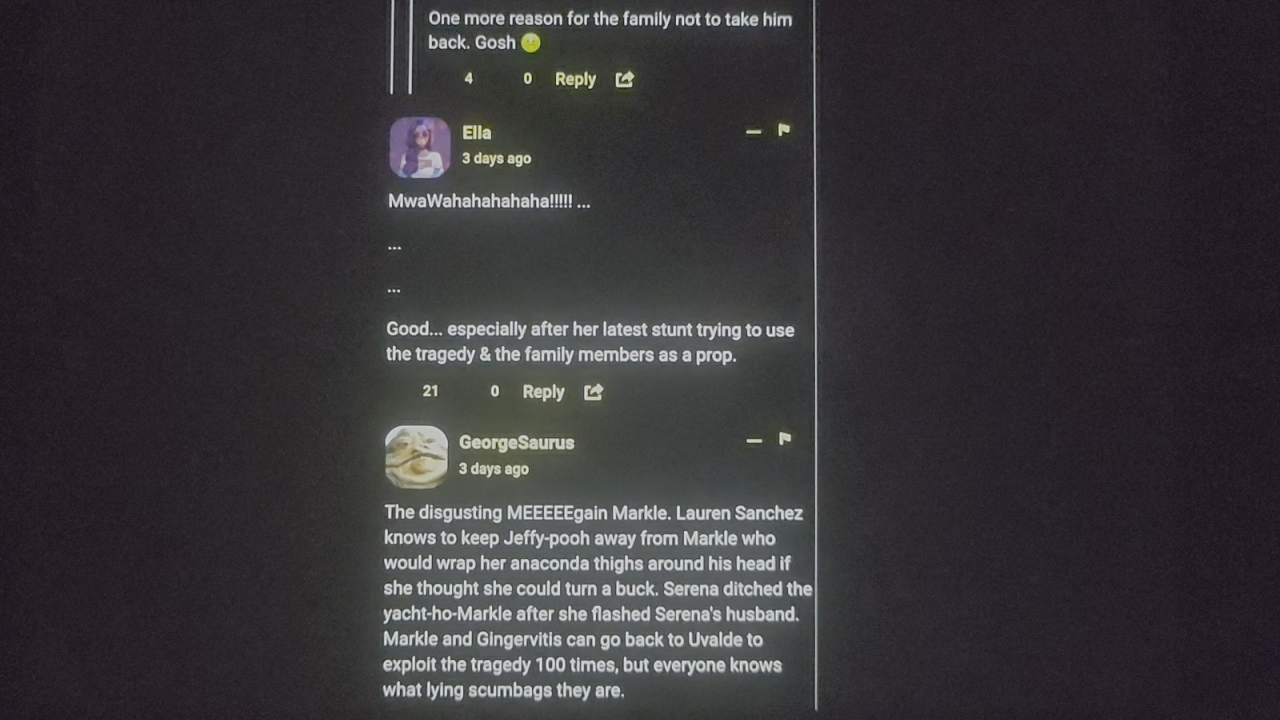 One more reason for the family not to take him
back. Gosh
4 0 Reply
Ella
3 days ago
MwaWahahahahaha!!!!! ...
...
...
Good... especially after her latest stunt trying to use
the tragedy & the family members as a prop.
21 0 Reply
GeorgeSaurus
3 days ago
The disgusting MEEEEEgain Markle. Lauren Sanchez
knows to keep Jeffy-pooh away from Markle who
would wrap her anaconda thighs around his head if
she thought she could turn a buck. Serena ditched the
yacht-ho-Markle after she flashed Serena's husband.
Markle and Gingervitis can go back to Uvalde to
exploit the tragedy 100 times, but everyone knows
what lying scumbags they are.